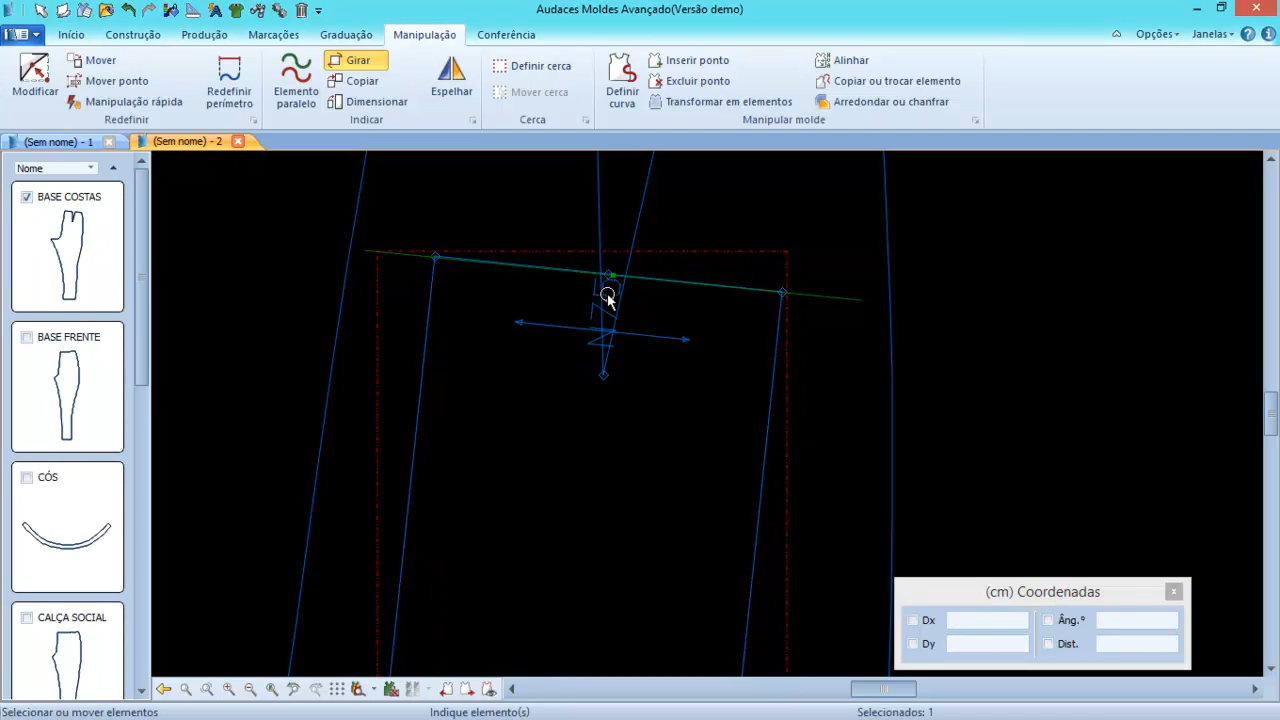 Audaces Moldes Avançado(Versão demo)
Início Construção Produção Marcações Graduação Manipulação Conferência Opções Janelas
Modificar
Mover
Mover ponto
Manipulação rápida
Redefinir perímetro
Redefinir
Elemento paralelo
Girar
Copiar
Dimensionar
Espelhar
Indicar
Definir cerca
Mover cerca
Cerca
Definir curva
Inserir ponto
Excluir ponto
Transformar em elementos
Alinhar
Copiar ou trocar elemento
Arredondar ou chanfrar
Manipular molde
(Sem nome) - 1
(Sem nome) - 2
Nome
BASE COSTAS
BASE FRENTE
CÓS
CALÇA SOCIAL
(cm) Coordenadas
Dx Âng.°
Dy Dist.
Selecionar ou mover elementos Indique elemento(s) Selecionados: 1